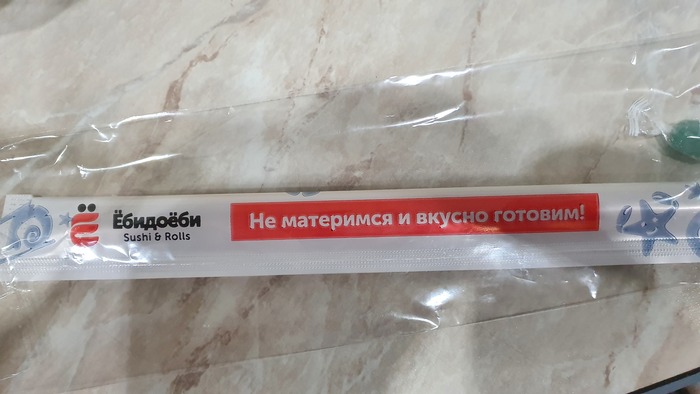 Ё
Ёбидоёби
Sushi & Rolls
Не материмся и вкусно готовим!